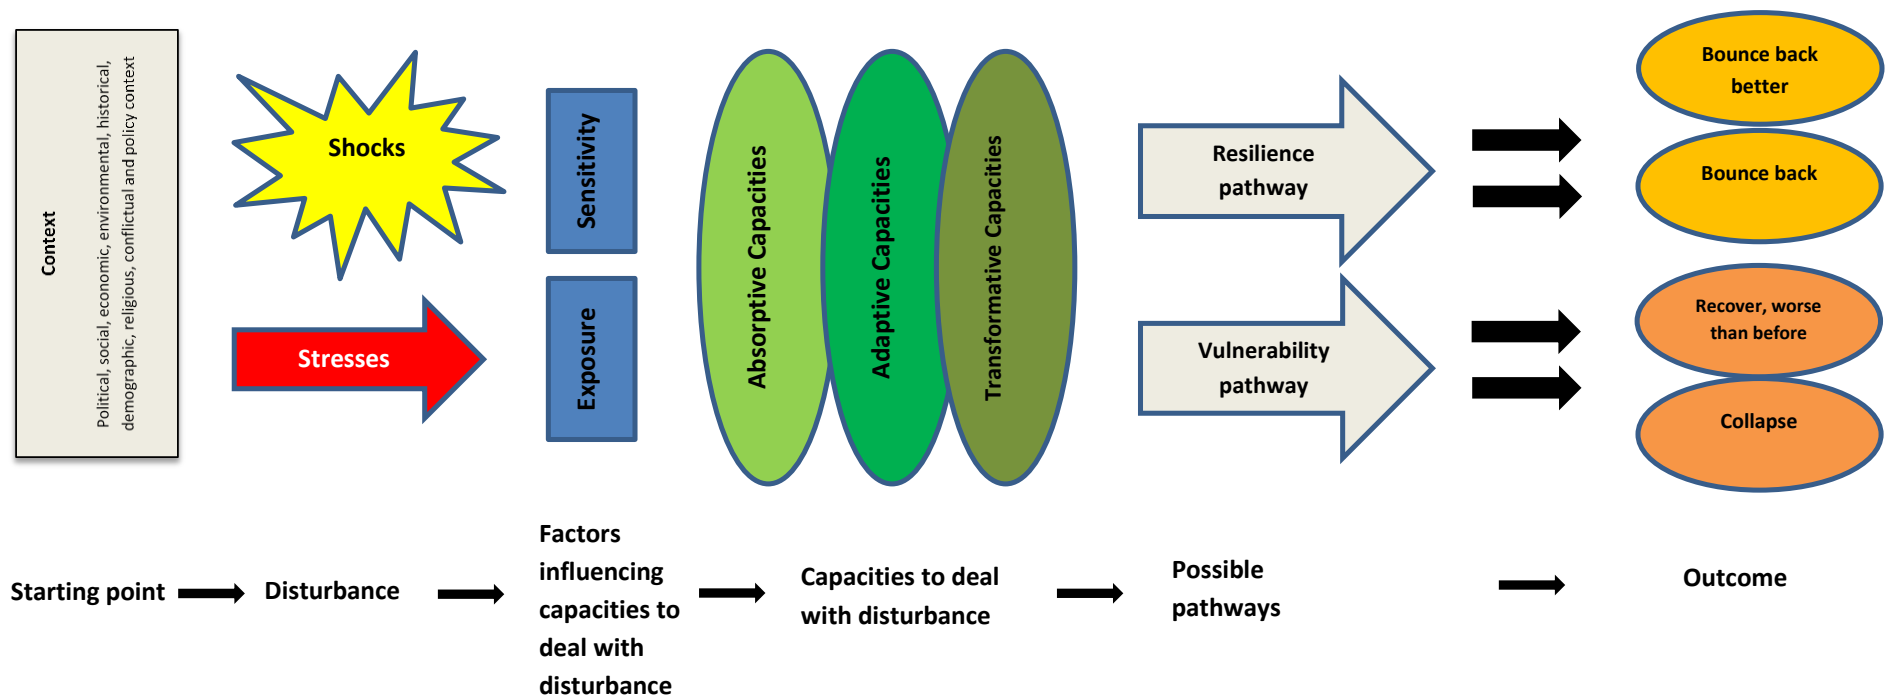 Context
Political, social, economic, environmental, historical,
demographic, religious, conflictual and policy context
Shocks
Stresses
Sensitivity
Exposure
Absorptive Capacities
Adaptive Capacities
Transformative Capacities
Resilience
pathway
Vulnerability
pathway
Bounce back
better
Bounce back
Recover, worse
than before
Collapse
Starting point
Disturbance
Factors
influencing
capacities to
deal with
disturbance
Capacities to deal
with disturbance
Possible
pathways
Outcome